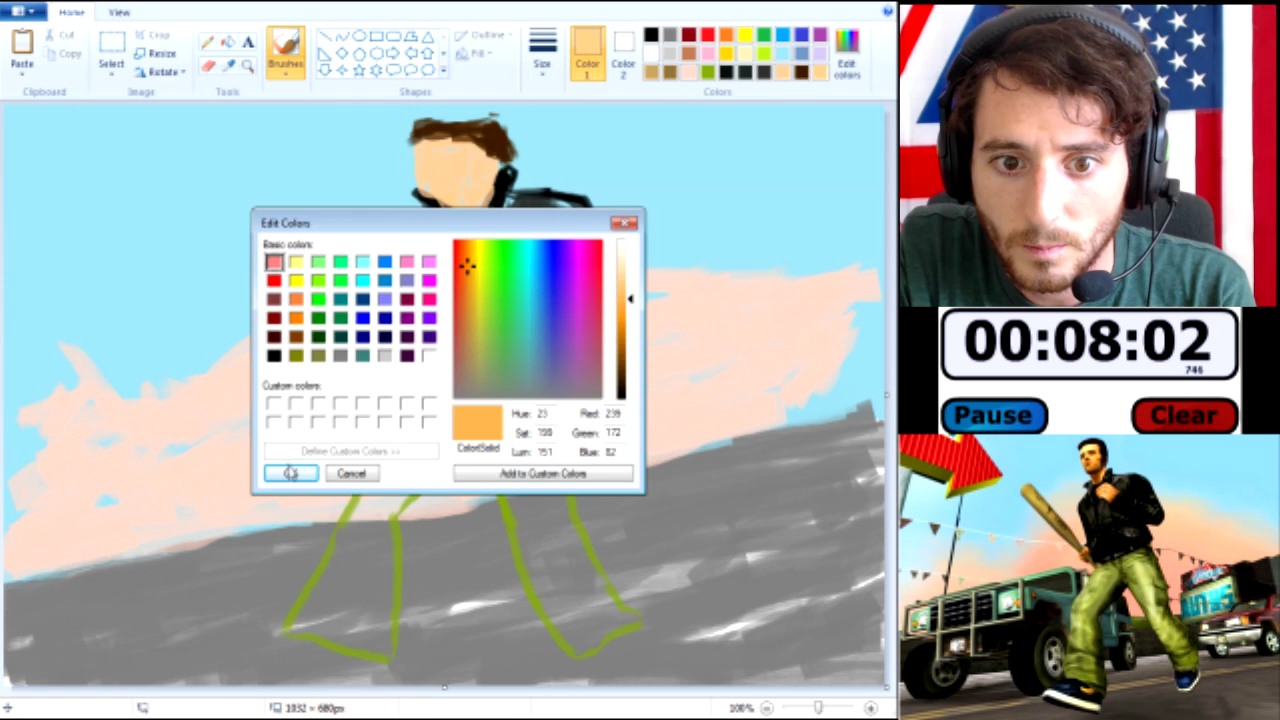 Home View
Paste Cut Copy
Clipboard
Select Crop Resize Rotate
Image
Tools
Brushes
Outline Fill
Shapes
Size
Color 1
Color 2
Edit colors
Colors
Edit Colors
Basic colors:
Custom colors:
Define Custom Colors >>
Cancel
Color|Solid
Hue: 23 Red: 239
Sat: 199 Green: 172
Lum: 151 Blue: 82
Add to Custom Colors
1032 × 680px
100%
00:08:02
746
Pause Clear